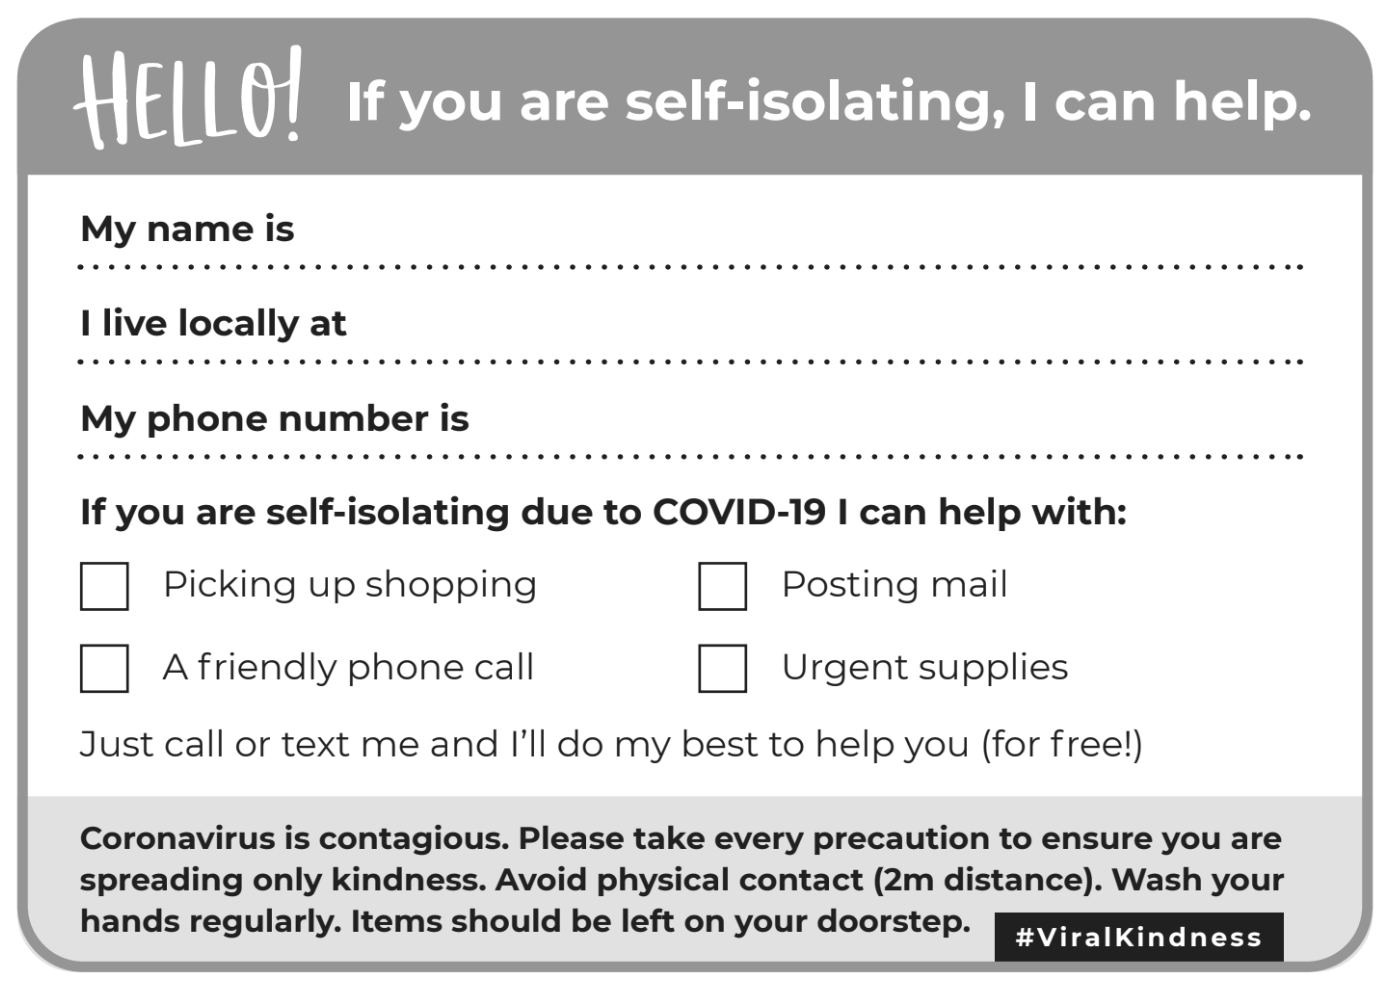 HELLO! If you are self-isolating, I can help.
My name is
I live locally at
My phone number is
If you are self-isolating due to COVID-19 I can help with:
Picking up shopping
Posting mail
A friendly phone call
Urgent supplies
Just call or text me and I’ll do my best to help you (for free!)
Coronavirus is contagious. Please take every precaution to ensure you are
spreading only kindness. Avoid physical contact (2m distance). Wash your
hands regularly. Items should be left on your doorstep.
#ViralKindness